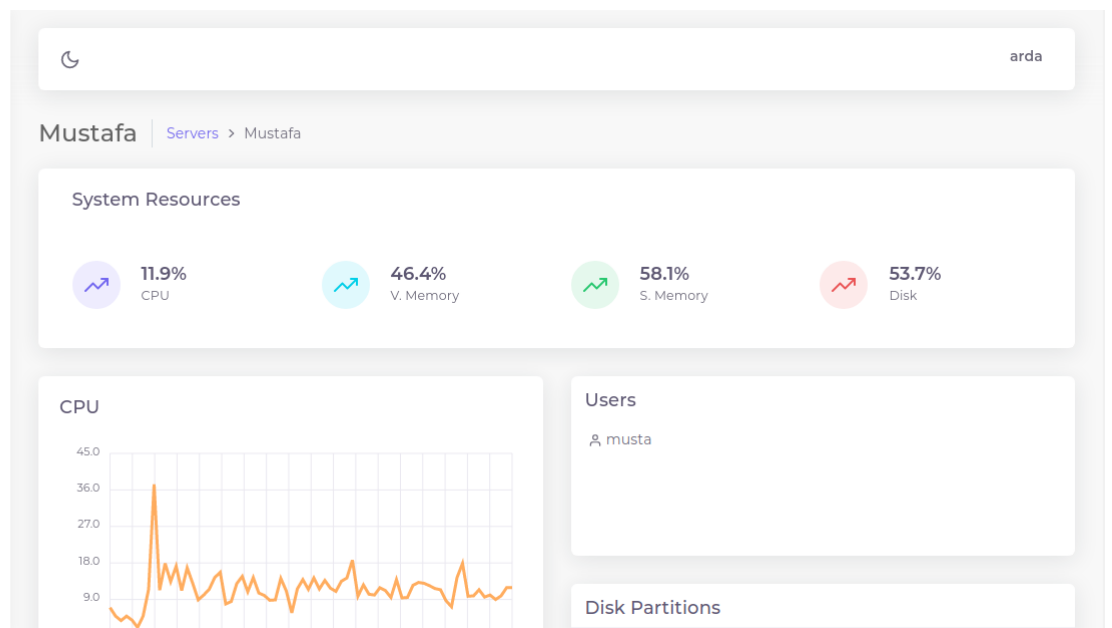 arda
Mustafa
Servers > Mustafa
System Resources
11.9%
CPU
46.4%
V. Memory
58.1%
S. Memory
53.7%
Disk
CPU
45.0
36.0
27.0
18.0
9.0
Users
musta
Disk Partitions